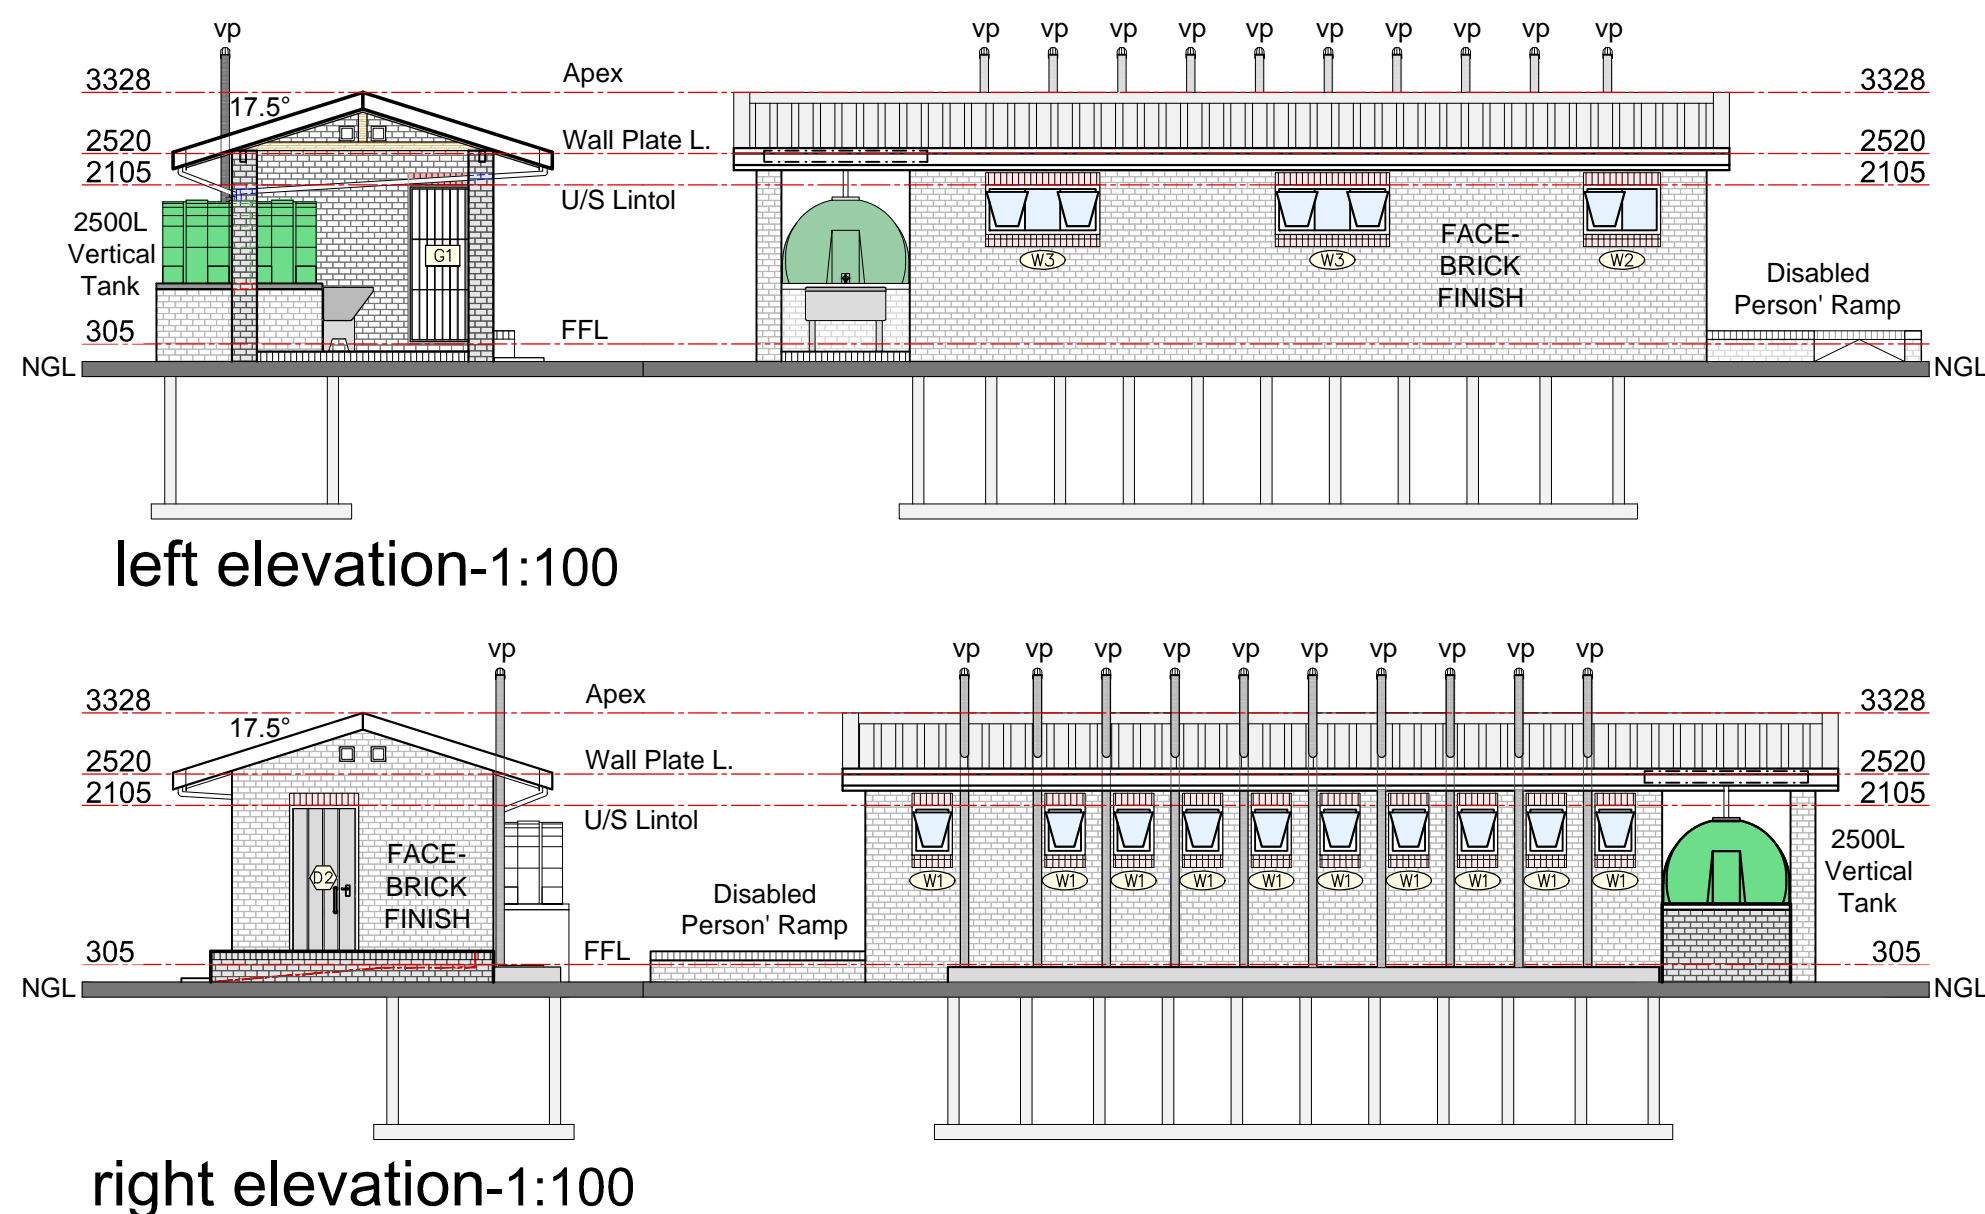 vp
vp vp vp vp vp vp vp vp vp vp
3328
17.5°
Apex
3328
2520
Wall Plate L.
2520
2105
U/S Lintol
2105
2500L
Vertical
Tank
G1
W3
W3
W2
FACE-
BRICK
FINISH
Disabled
Person' Ramp
305
FFL
NGL
NGL
left elevation-1:100
vp
vp vp vp vp vp vp vp vp vp vp
3328
17.5°
Apex
3328
2520
Wall Plate L.
2520
2105
U/S Lintol
2105
D2
FACE-
BRICK
FINISH
Disabled
Person' Ramp
W1 W1 W1 W1 W1 W1 W1 W1 W1 W1
2500L
Vertical
Tank
305
FFL
305
NGL
NGL
right elevation-1:100